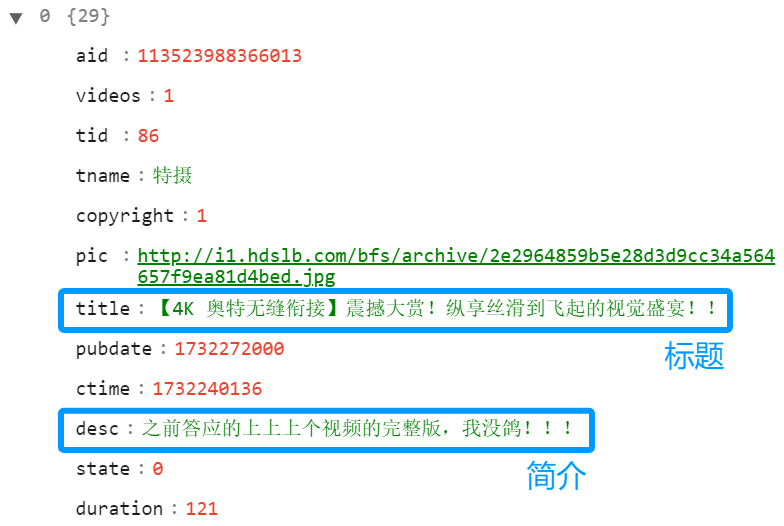 ▼ 0 {29}
aid : 113523988366013
videos : 1
tid : 86
tname : 特摄
copyright : 1
pic : http://i1.hdslb.com/bfs/archive/2e2964859b5e28d3d9cc34a564
657f9ea81d4bed.jpg
title : 【4K 奥特无缝衔接】震撼大赏！纵享丝滑到飞起的视觉盛宴！！
pubdate : 1732272000
标题
ctime : 1732240136
desc : 之前答应的上上上个视频的完整版，我没鸽！！！
state : 0
简介
duration : 121